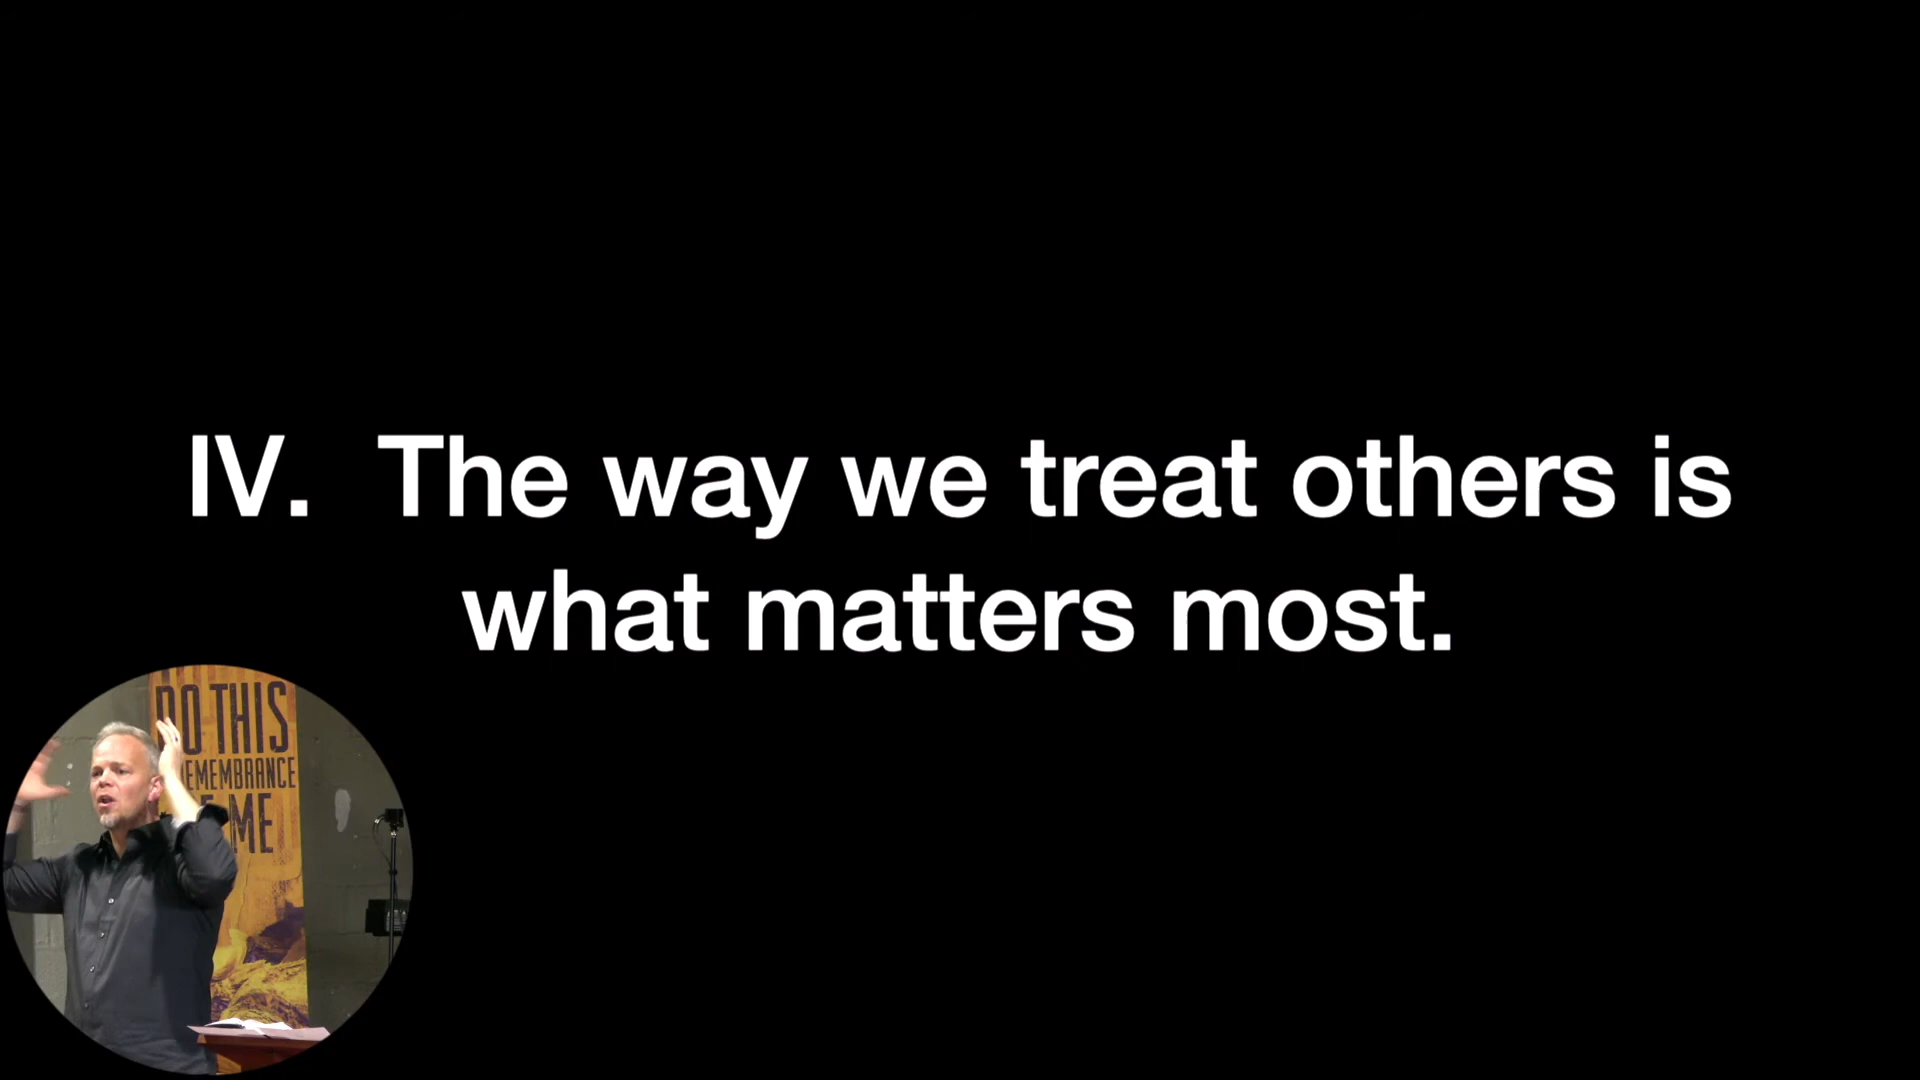 IV. The way we treat others is
what matters most.
DO THIS
REMEMBRANCE
ME